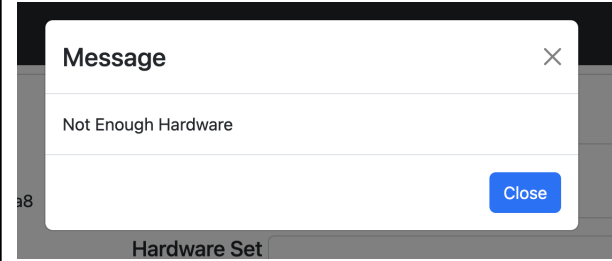 Message
Not Enough Hardware
Close
a8
Hardware Set